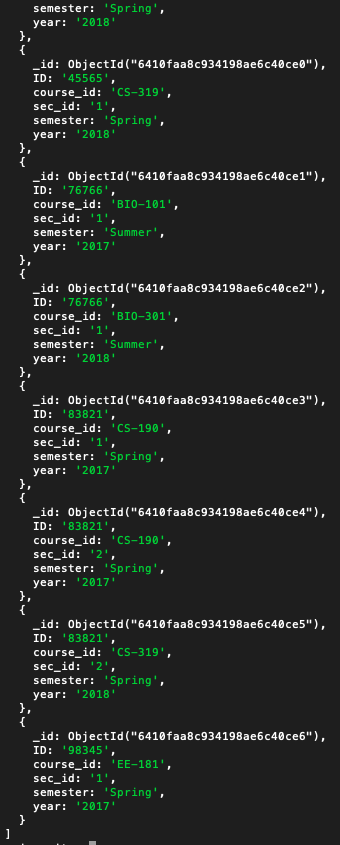 semester: 'Spring',
year: '2018'
},
{
_id: ObjectId("6410faa8c934198ae6c40ce0"),
ID: '45565',
course_id: 'CS-319',
sec_id: '1',
semester: 'Spring',
year: '2018'
},
{
_id: ObjectId("6410faa8c934198ae6c40ce1"),
ID: '76766',
course_id: 'BIO-101',
sec_id: '1',
semester: 'Summer',
year: '2017'
},
{
_id: ObjectId("6410faa8c934198ae6c40ce2"),
ID: '76766',
course_id: 'BIO-301',
sec_id: '1',
semester: 'Summer',
year: '2018'
},
{
_id: ObjectId("6410faa8c934198ae6c40ce3"),
ID: '83821',
course_id: 'CS-190',
sec_id: '1',
semester: 'Spring',
year: '2017'
},
{
_id: ObjectId("6410faa8c934198ae6c40ce4"),
ID: '83821',
course_id: 'CS-190',
sec_id: '2',
semester: 'Spring',
year: '2017'
},
{
_id: ObjectId("6410faa8c934198ae6c40ce5"),
ID: '83821',
course_id: 'CS-319',
sec_id: '2',
semester: 'Spring',
year: '2018'
},
{
_id: ObjectId("6410faa8c934198ae6c40ce6"),
ID: '98345',
course_id: 'EE-181',
sec_id: '1',
semester: 'Spring',
year: '2017'
}
]